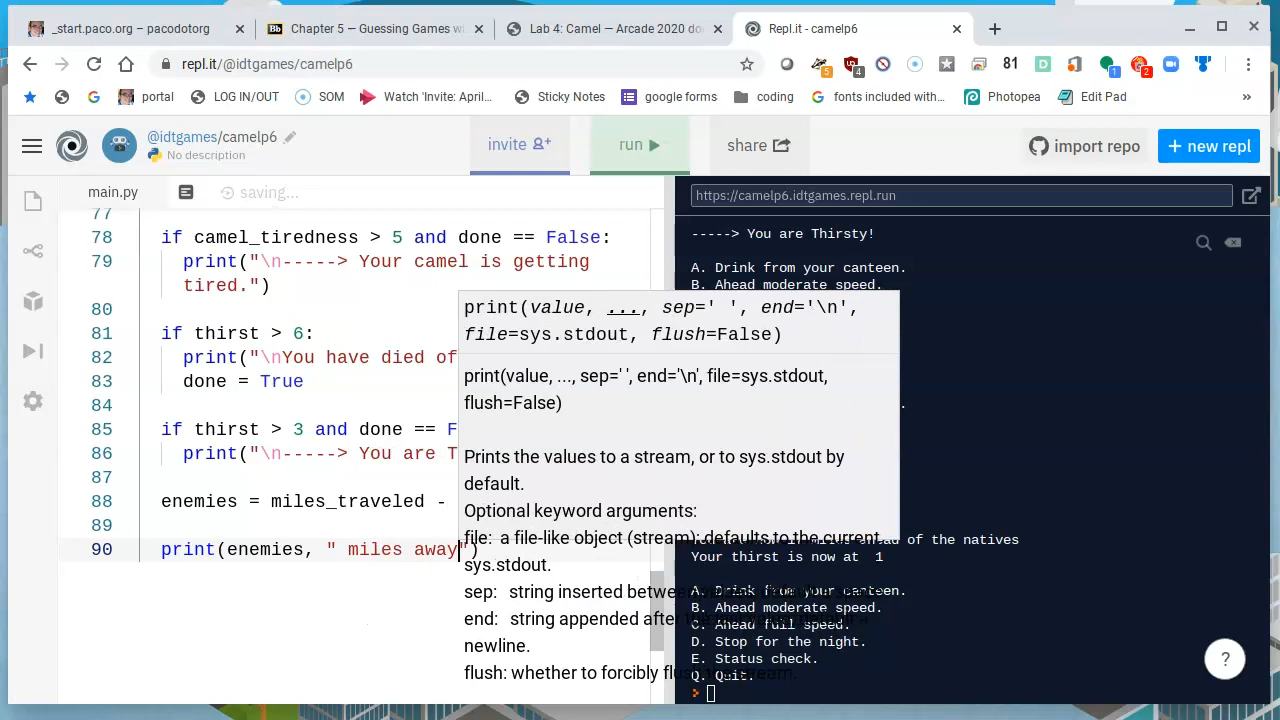 _start.paco.org – pacodotorg
Chapter 5 — Guessing Games wi
Lab 4: Camel — Arcade 2020 do
Repl.it - camelp6
repl.it/@idtgames/camelp6
5
4
81
1
2
portal
LOG IN/OUT
SOM
Watch 'Invite: April...
Sticky Notes
google forms
coding
fonts included with...
Photopea
Edit Pad
»
@idtgames/camelp6
No description
invite
run
share
import repo
+ new repl
main.py
saving...
https://camelp6.idtgames.repl.run
77
78 if camel_tiredness > 5 and done == False:
79 print("\n-----> Your camel is getting
tired.")
80
81 if thirst > 6:
82 print("\nYou have died of
83 done = True
84
85 if thirst > 3 and done == F
86 print("\n-----> You are T
87
88 enemies = miles_traveled -
89
90 print(enemies, " miles away")
print(value, ..., sep=' ', end='\n',
file=sys.stdout, flush=False)
print(value, ..., sep=' ', end='\n', file=sys.stdout,
flush=False)
Prints the values to a stream, or to sys.stdout by
default.
Optional keyword arguments:
file: a file-like object (stream); defaults to the current
sys.stdout.
sep: string inserted between
end: string appended after
newline.
flush: whether to forcibly flush the stream.
-----> You are Thirsty!
A. Drink from your canteen.
B. Ahead moderate speed.
of the natives
Your thirst is now at 1
A. Drink from your canteen.
B. Ahead moderate speed.
C. Ahead full speed.
D. Stop for the night.
E. Status check.
Q. Quit.
>
?